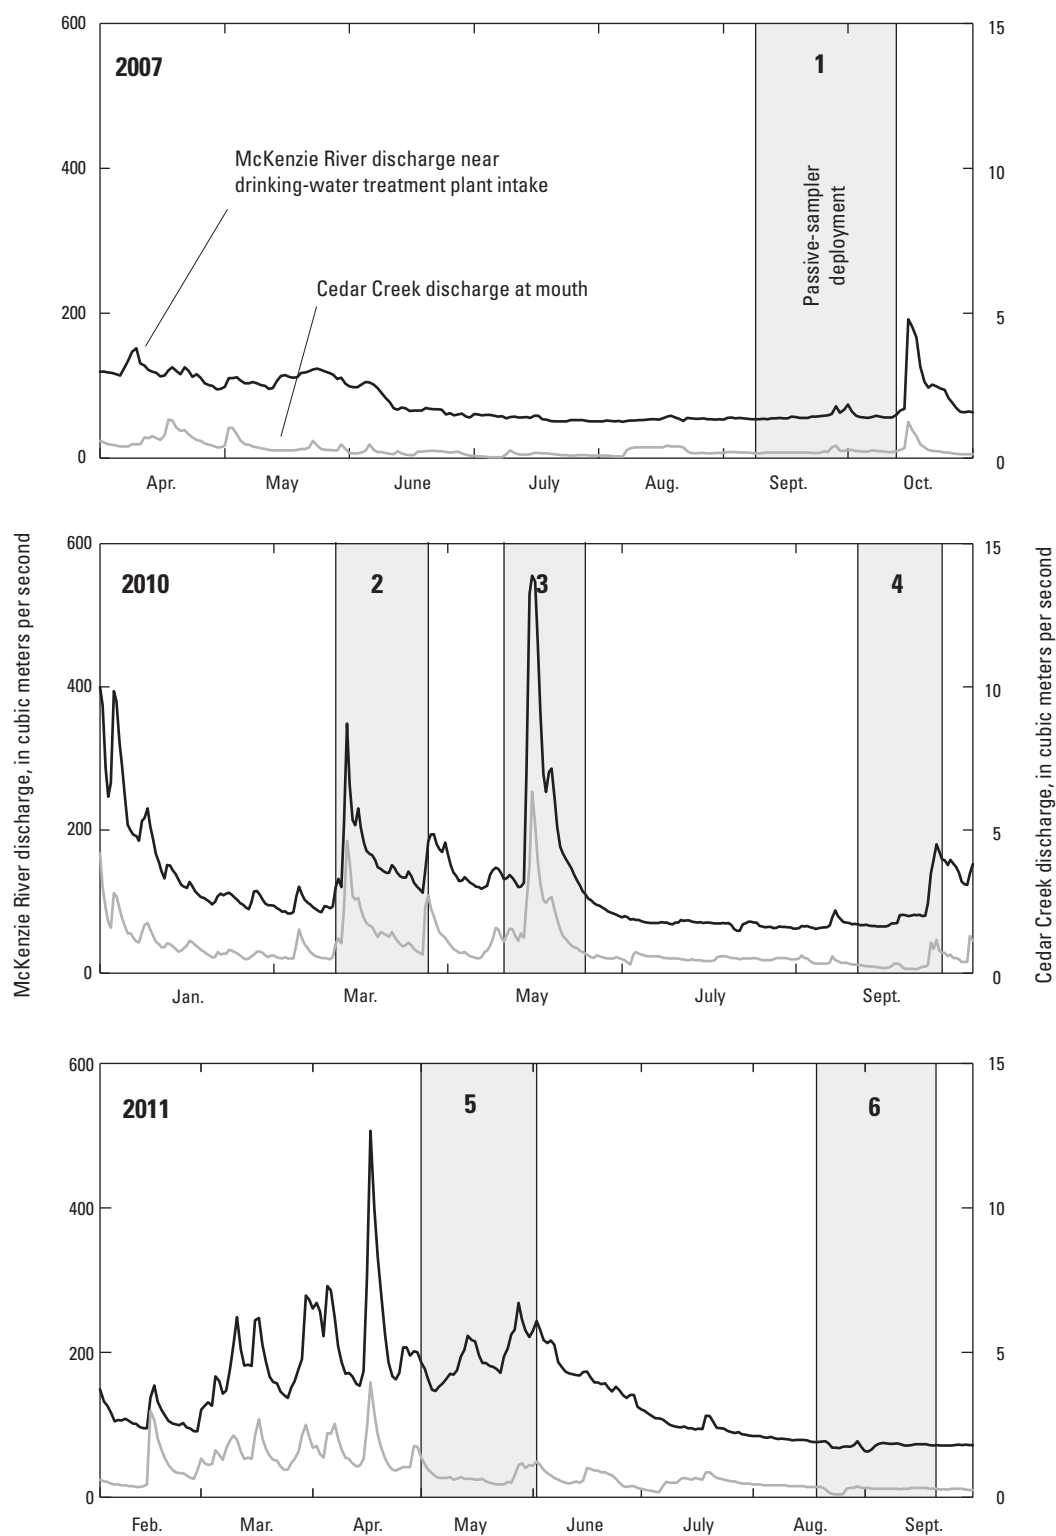 600
15
2007
1
McKenzie River discharge near
drinking-water treatment plant intake
400
10
Passive-sampler
deployment
Cedar Creek discharge at mouth
200
5
0
0
Apr.
May
June
July
Aug.
Sept.
Oct.
McKenzie River discharge, in cubic meters per second
Cedar Creek discharge, in cubic meters per second
600
15
2010
2
3
4
400
10
200
5
0
0
Jan.
Mar.
May
July
Sept.
600
15
2011
5
6
400
10
200
5
0
0
Feb.
Mar.
Apr.
May
June
July
Aug.
Sept.